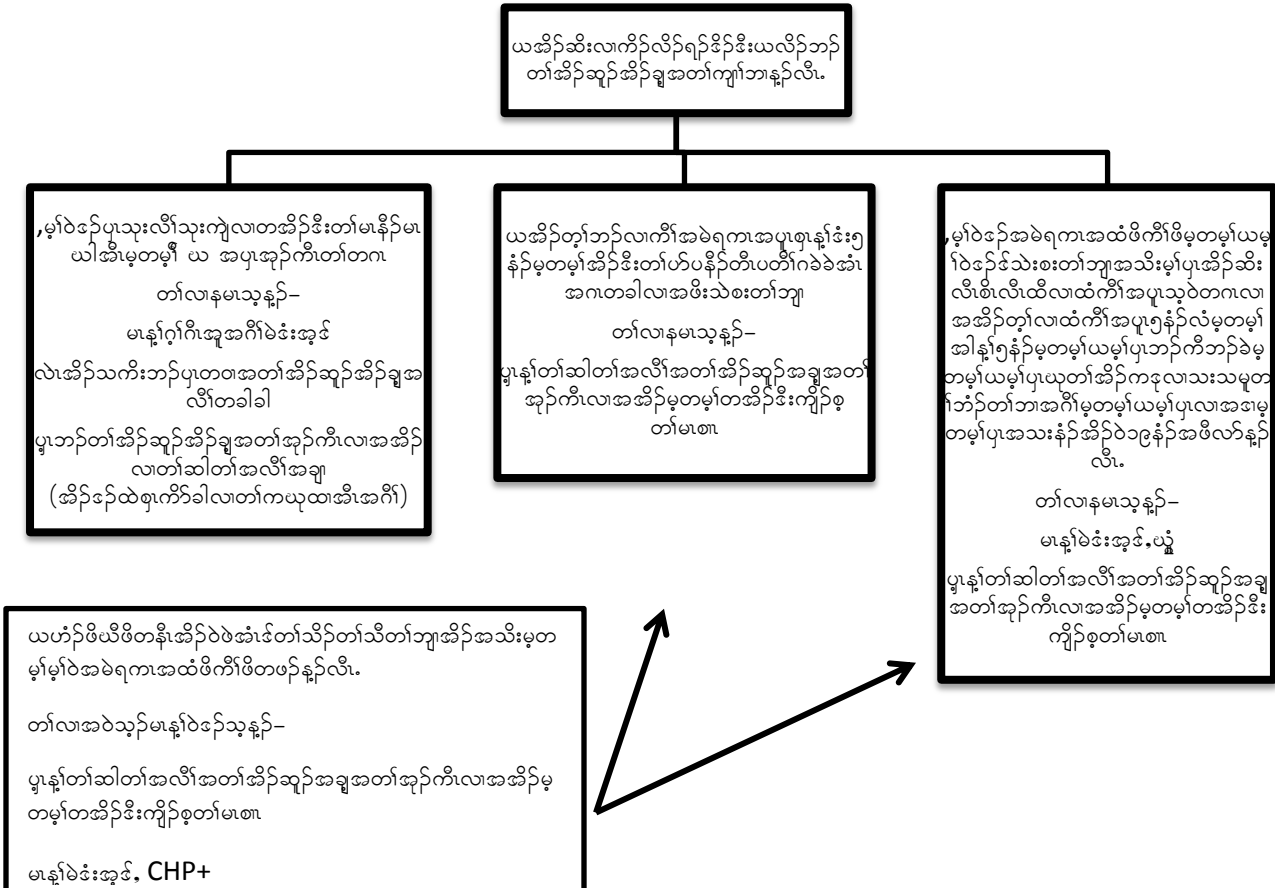 ယအိၣ်ဆိးလၢကိၣ်လိၣ်ရၣ်ဒိၣ်ဒီးယလိၣ်ဘၣ်
တၢ်အိၣ်ဆူၣ်အိၣ်ချ့အတၢ်ကျၢၢ်ဘၢန့ၣ်လီၤ.
,မ့ၢ်ဝဲဒၣ်ပှၤသုးလီၢ်သုးကျဲလၢတအိၣ်ဒီးတၢ်မၤနီၣ်မၤ
ဃါအီၤမ့တမ့ၢ် ဃ အပှၤအုၣ်ကီၤတၢ်တဂၤ
တၢ်လၢနမၤသ့န့ၣ်–
မၤန့ၢ်ဂ့ၢ်ဂီၤအူအဂီၢ်မဲဒံးအ့ဒ်
လဲၤအိၣ်သကိးဘၣ်ပှၤတဝၢအတၢ်အိၣ်ဆူၣ်အိၣ်ချ့အ
လီၢ်တခါခါ
ပှ့ၤဘၣ်တၢ်အိၣ်ဆူၣ်အိၣ်ချ့အတၢ်အုၣ်ကီၤလၢအအိၣ်
လၢတၢ်ဆါတၢ်အလီၢ်အချၢ
(အိၣ်ဒၣ်ထဲစှၤကိာ်ခါလၢတၢ်ကဃုထၢအီၤအဂီၢ်)
ယအိၣ်တ့ၢ်ဘၣ်လၢကီၢ်အမဲရကၤအပူၤစှၤန့ၢ်ဒံး၅
နံၣ်မ့တမ့ၢ်အိၣ်ဒီးတၢ်ပာ်ပနီၣ်တီၤပတီၢ်ဂခဲခဲအံၤ
အဂၤတခါလၢအဖိးသဲစးတၢ်ဘျၢ
တၢ်လၢနမၤသ့န့ၣ်–
ပှ့ၤန့ၢ်တၢ်ဆါတၢ်အလီၢ်အတၢ်အိၣ်ဆူၣ်အချ့အတၢ်
အုၣ်ကီၤလၢအအိၣ်မ့တမ့ၢ်တအိၣ်ဒီးကျိၣ်စ့
တၢ်မၤစၢၤ
,မ့ၢ်ဝဲဒၣ်အမဲရကၤအထံဖိကီၢ်ဖိမ့တမ့ၢ်ယမ့
ၢ်ဝဲဒၣ်ဒ်သဲးစးတၢ်ဘျၢအသိးမ့ၢ်ပှၤအိၣ်ဆိး
လီၤစိၤလီၤထီလၢထံကီၢ်အပူၤသ့ဝဲတဂၤလၢ
အအိၣ်တ့ၢ်လၢထံကီၢ်အပူၤ၅နံၣ်လံမ့တမ့ၢ်
အါန့ၢ်၅နံၣ်မ့တမ့ၢ်ယမ့ၢ်ပှၤဘၣ်ကီဘၣ်ခဲမ့
တမ့ၢ်ယမ့ၢ်ပှၤဃုတၢ်အိၣ်ကဒုလၢသးသမူတ
ၢ်ဘံၣ်တၢ်ဘၢအဂီၢ်မ့တမ့ၢ်ယမ့ၢ်ပှၤလၢအဒၢမ့
တမ့ၢ်ပှၤအသးနံၣ်အိၣ်ဝဲ၁၉နံၣ်အဖီလာ်န့ၣ်
လီၤ.
တၢ်လၢနမၤသ့န့ၣ်–
မၤန့ၢ်မဲဒံးအ့ဒ်,
ပှ့ၤန့ၢ်တၢ်ဆါတၢ်အလီၢ်အတၢ်အိၣ်ဆူၣ်အချ့
အတၢ်အုၣ်ကီၤလၢအအိၣ်မ့တမ့ၢ်တအိၣ်ဒီး
ကျိၣ်စ့တၢ်မၤစၢၤ
ယဟံၣ်ဖိဃီဖိတနီၤအိၣ်ဝဲဖဲအံၤဒ်တၢ်သိၣ်တၢ်သီတၢ်ဘျၢအိၣ်အသိးမ့တ
မ့ၢ်မ့ၢ်ဝဲအမဲရကၤအထံဖိကီၢ်ဖိတဖၣ်န့ၣ်လီၤ.
တၢ်လၢအဝဲသ့ၣ်မၤန့ၢ်ဝဲဒၣ်သ့န့ၣ်–
ပှ့ၤန့ၢ်တၢ်ဆါတၢ်အလီၢ်အတၢ်အိၣ်ဆူၣ်အချ့အတၢ်အုၣ်ကီၤလၢအအိၣ်မ့
တမ့ၢ်တအိၣ်ဒီးကျိၣ်စ့တၢ်မၤစၢၤ
မၤန့ၢ်မဲဒံးအ့ဒ်, CHP+